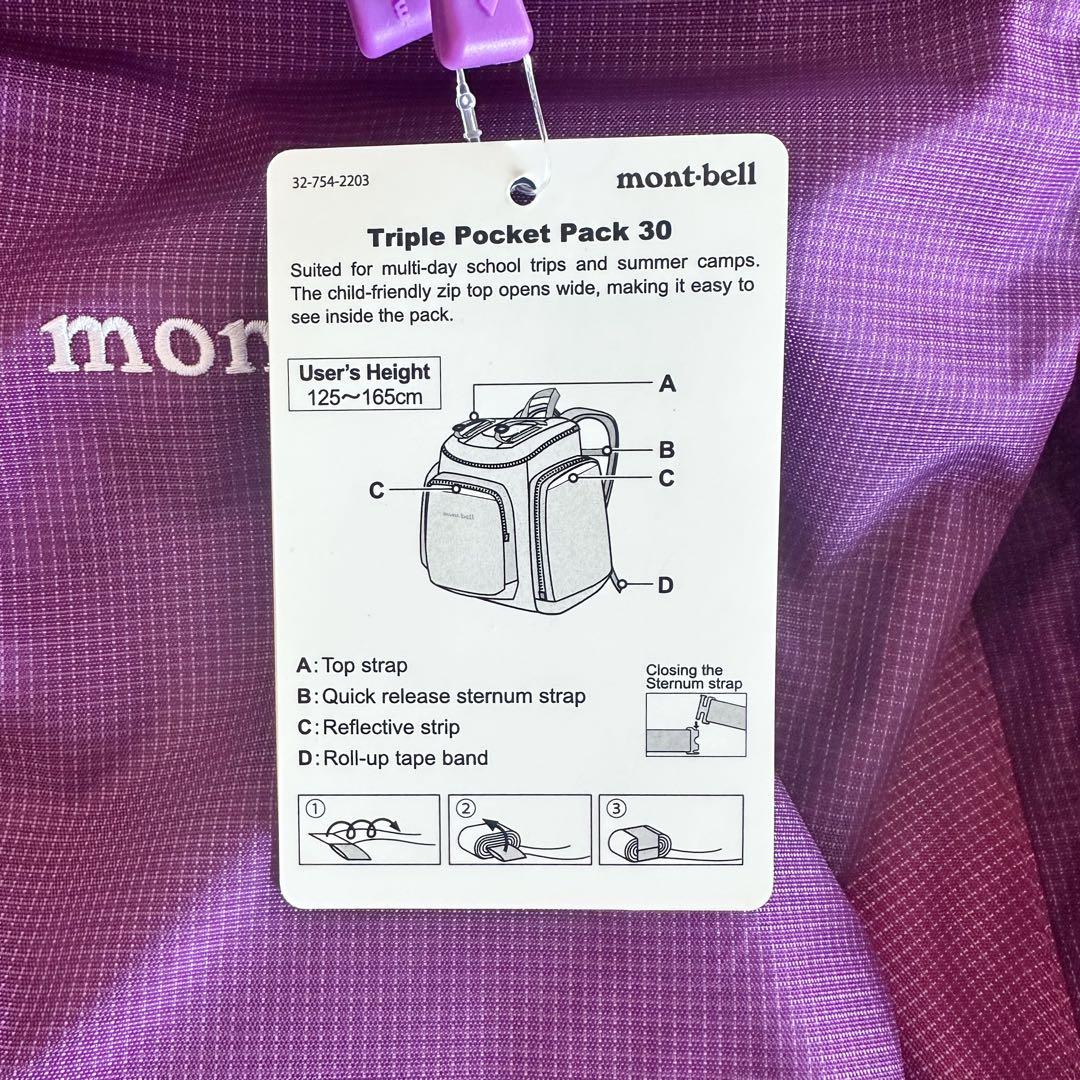 32-754-2203
mont-bell
Triple Pocket Pack 30
Suited for multi-day school trips and summer camps.
The child-friendly zip top opens wide, making it easy to
see inside the pack.
mon
User's Height
125〜165cm
A
B
C
C
mont-bell
D
A:Top strap
B:Quick release sternum strap
C:Reflective strip
D:Roll-up tape band
Closing the
Sternum strap
①
②
③